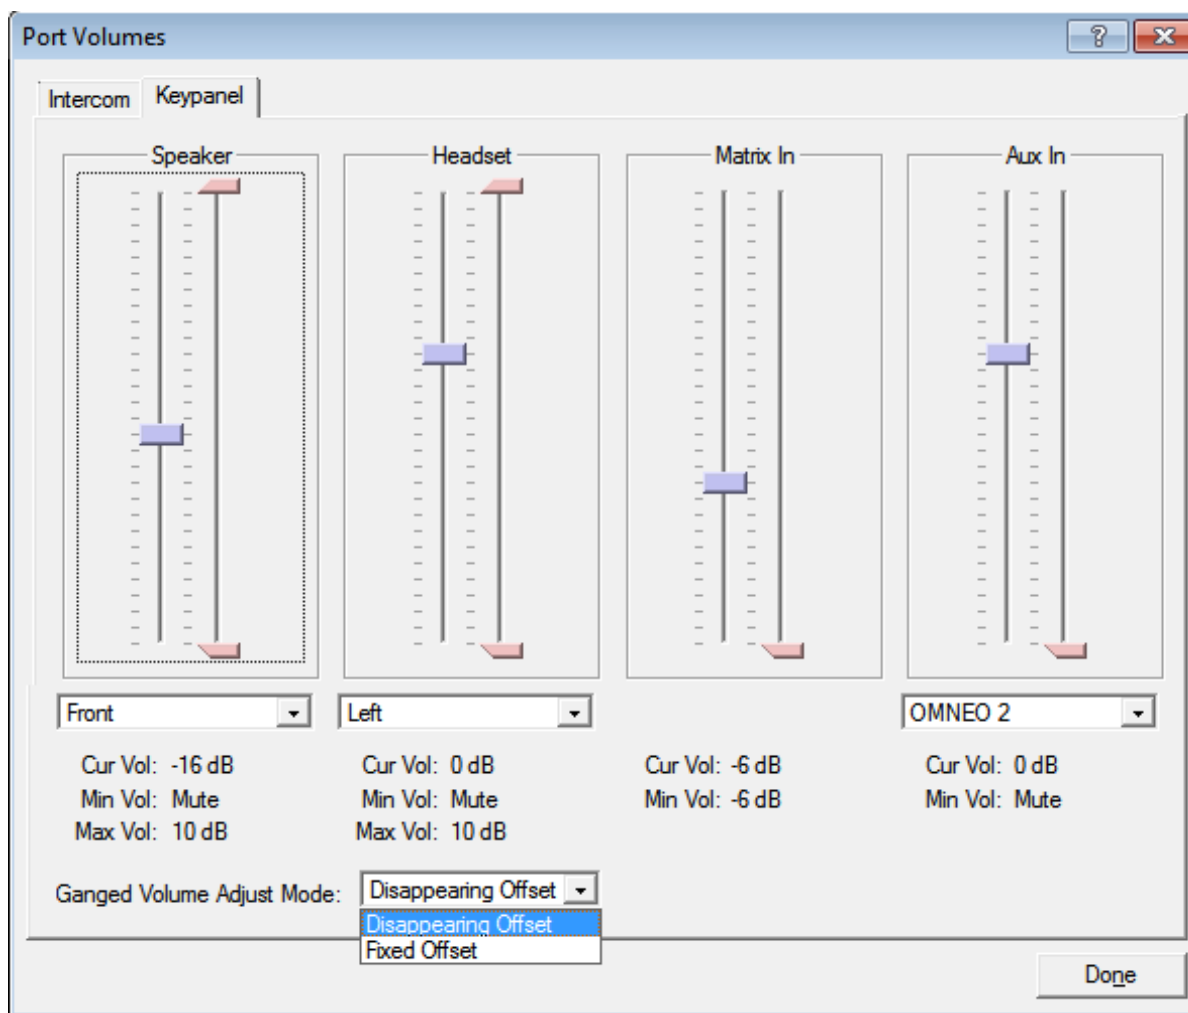 Port Volumes
?
Intercom
Keypanel
Speaker
Headset
Matrix In
Aux In
Front
Left
OMNEO 2
Cur Vol: -16 dB
Min Vol: Mute
Max Vol: 10 dB
Cur Vol: 0 dB
Min Vol: Mute
Max Vol: 10 dB
Cur Vol: -6 dB
Min Vol: -6 dB
Cur Vol: 0 dB
Min Vol: Mute
Ganged Volume Adjust Mode: Disappearing Offset
Disappearing Offset
Fixed Offset
Done